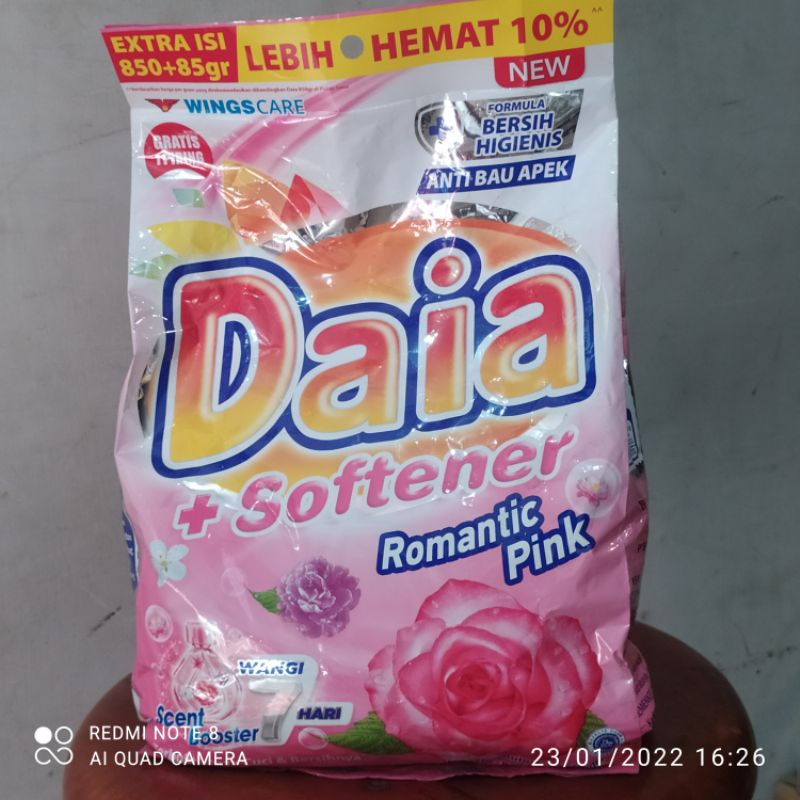 EXTRA ISI
850+85gr
LEBIH HEMAT 10%^^
NEW
WINGSCARE
FORMULA
BERSIH
HIGIENIS
ANTI BAU APEK
GRATIS
Daia
+ Softener
Romantic
Pink
WANGI
7 HARI
Scent
Booster
REDMI NOTE 8
AI QUAD CAMERA
23/01/2022 16:26